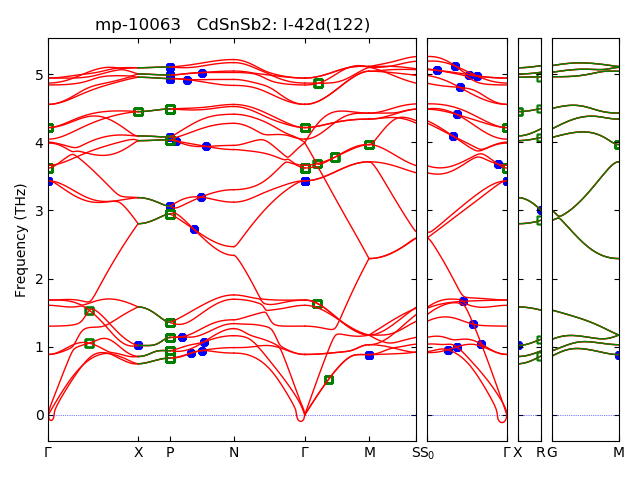 mp-10063   CdSnSb2: I-42d(122)
Frequency (THz)
5
4
3
2
1
0
Γ X P N Γ M S S₀ Γ X R G M